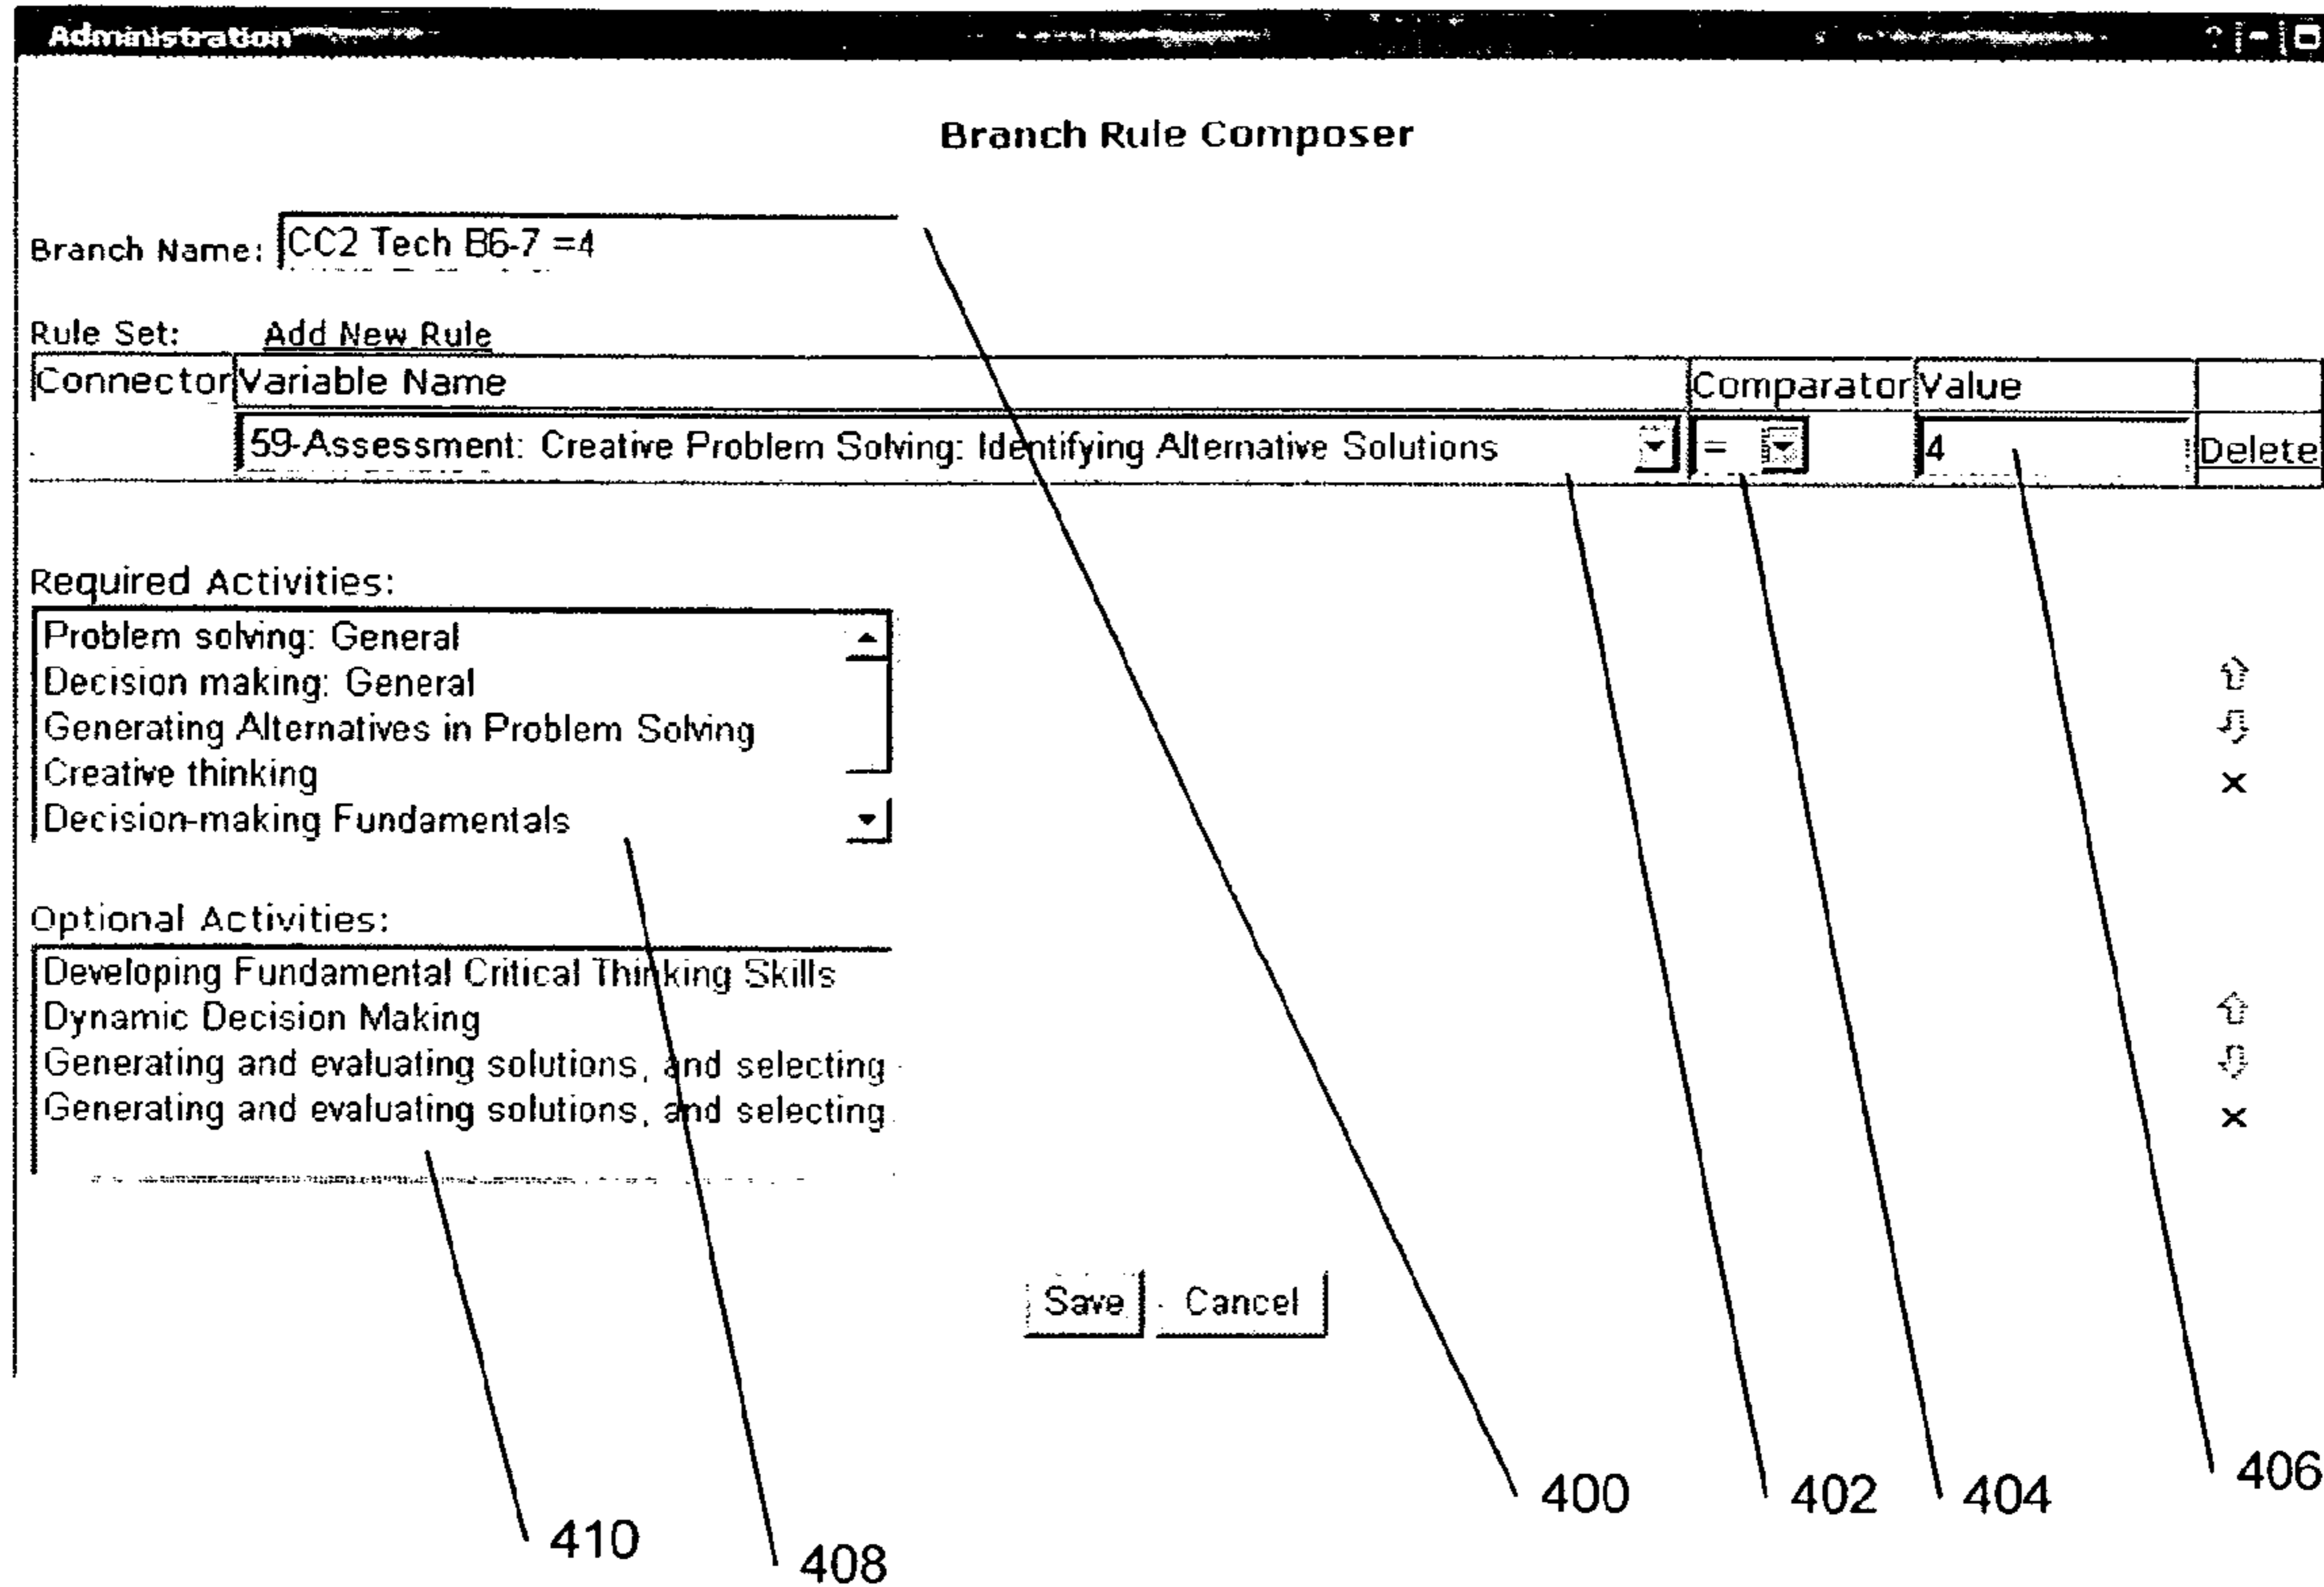 Administration
Branch Rule Composer
Branch Name: CC2 Tech B6-7 =4
Rule Set: Add New Rule
Connector Variable Name Comparator Value
59-Assessment: Creative Problem Solving: Identifying Alternative Solutions = 4 Delete
Required Activities:
Problem solving: General
Decision making: General
Generating Alternatives in Problem Solving
Creative thinking
Decision-making Fundamentals
Optional Activities:
Developing Fundamental Critical Thinking Skills
Dynamic Decision Making
Generating and evaluating solutions, and selecting
Generating and evaluating solutions, and selecting
Save Cancel
400 402 404 406
410 408